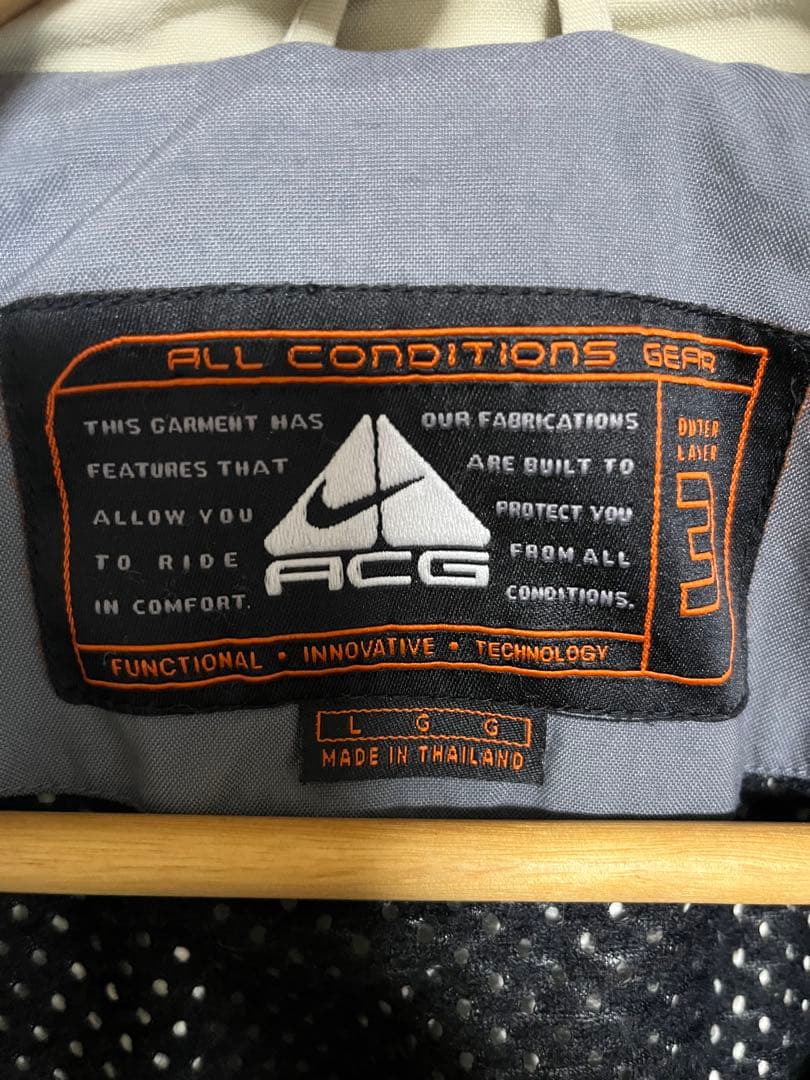 ALL CONDITIONS GEAR
THIS GARMENT HAS
FEATURES THAT
ALLOW YOU
TO RIDE
IN COMFORT.
ACG
OUR FABRICATIONS
ARE BUILT TO
PROTECT YOU
FROM ALL
CONDITIONS.
OUTER
LAYER
3
FUNCTIONAL • INNOVATIVE • TECHNOLOGY
L G G
MADE IN THAILAND